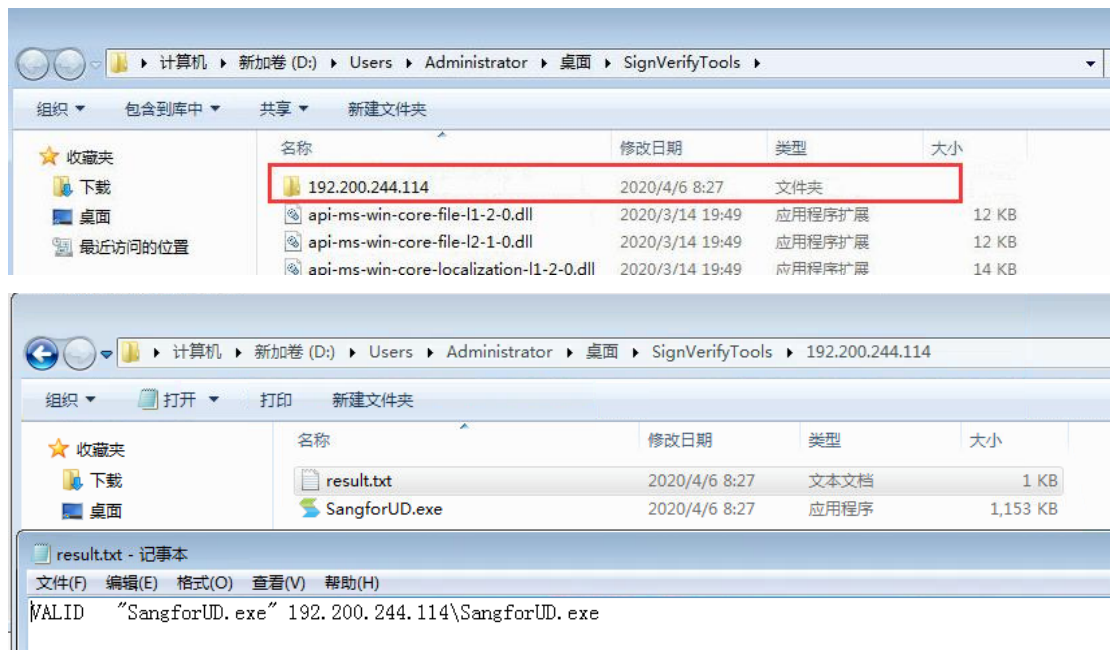 计算机 新加卷 (D:) Users Administrator 桌面 SignVerifyTools
组织 包含到库中 共享 新建文件夹
名称 修改日期 类型 大小
收藏夹
下载
桌面
最近访问的位置
192.200.244.114 2020/4/6 8:27 文件夹
api-ms-win-core-file-l1-2-0.dll 2020/3/14 19:49 应用程序扩展 12 KB
api-ms-win-core-file-l2-1-0.dll 2020/3/14 19:49 应用程序扩展 12 KB
api-ms-win-core-localization-l1-2-0.dll 2020/3/14 19:49 应用程序扩展 14 KB
计算机 新加卷 (D:) Users Administrator 桌面 SignVerifyTools 192.200.244.114
组织 打开 打印 新建文件夹
名称 修改日期 类型 大小
收藏夹
下载
桌面
result.txt 2020/4/6 8:27 文本文档 1 KB
SangforUD.exe 2020/4/6 8:27 应用程序 1,153 KB
result.txt - 记事本
文件(F) 编辑(E) 格式(O) 查看(V) 帮助(H)
VALID "SangforUD.exe" 192.200.244.114\SangforUD.exe